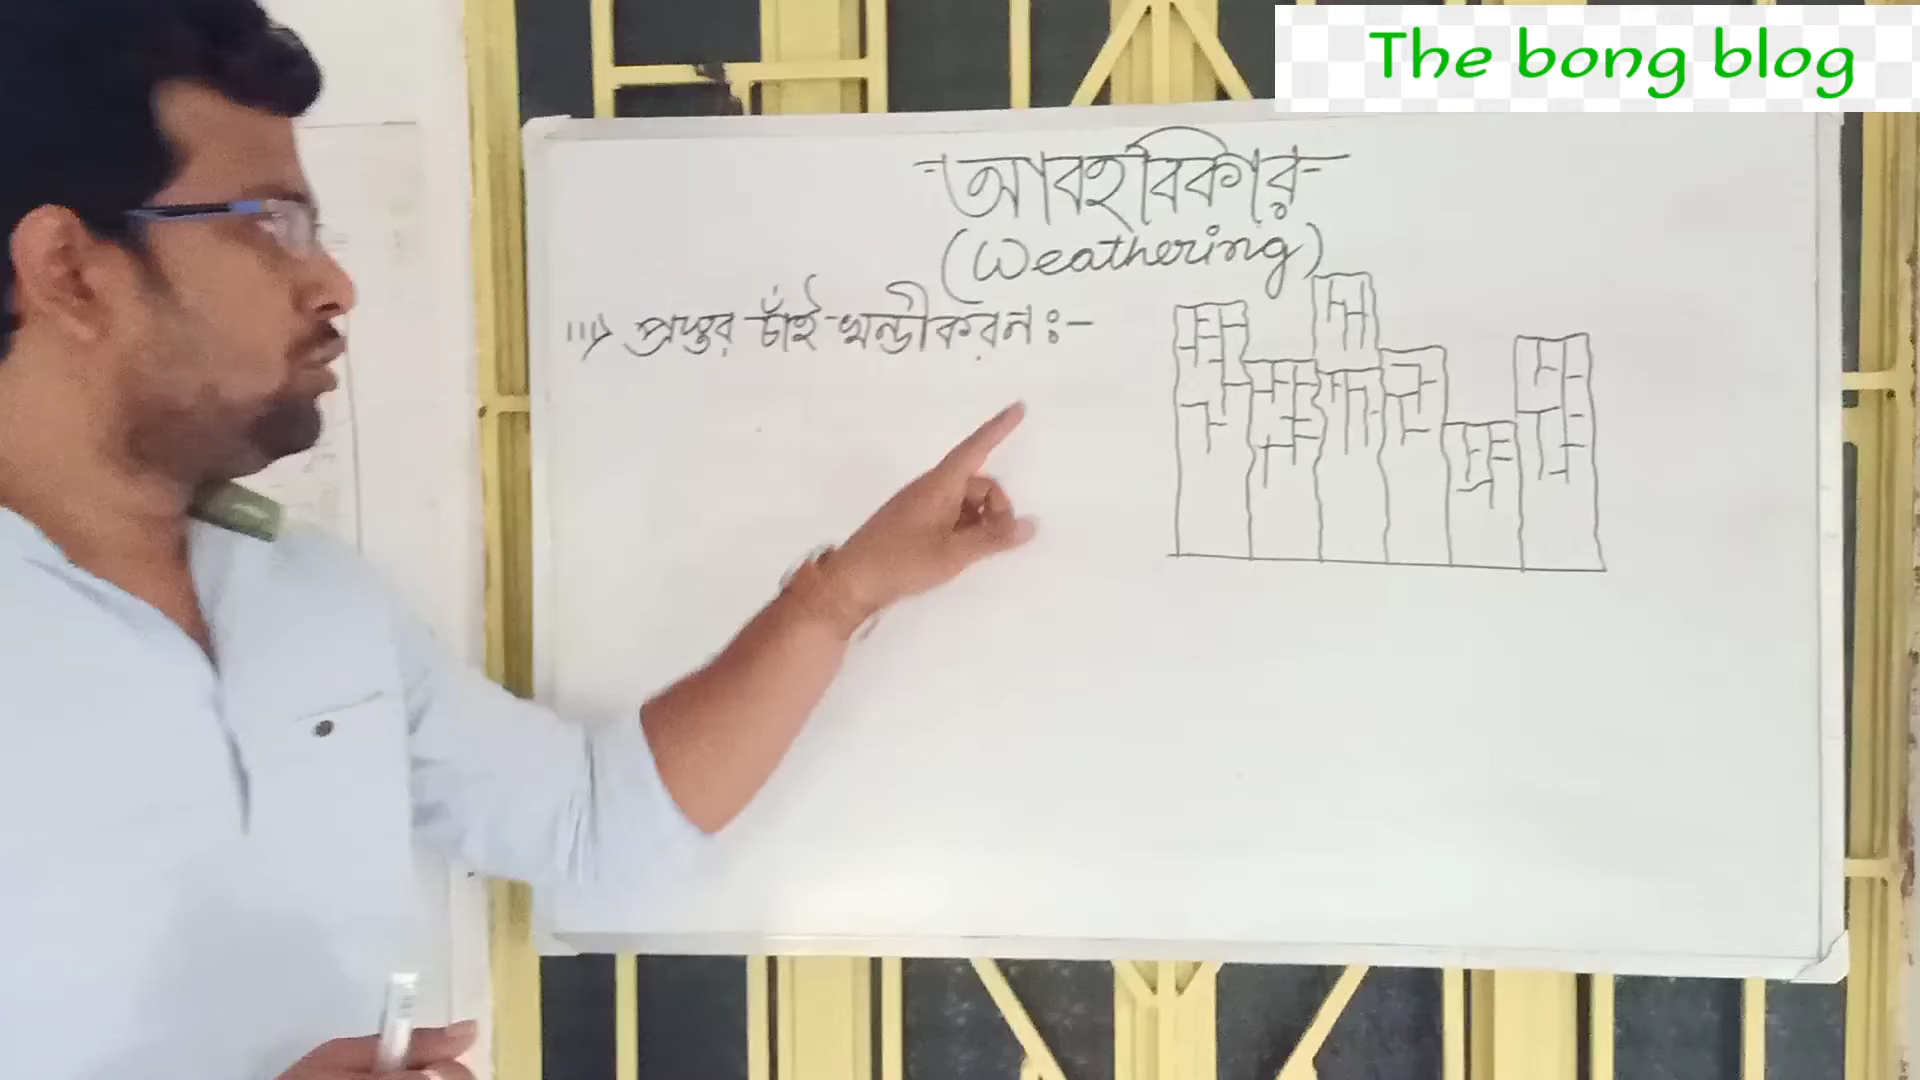 The bong blog
আবহবিকার
(Weathering)
প্রস্তর চাঁই খন্ডীকরন ঃ-